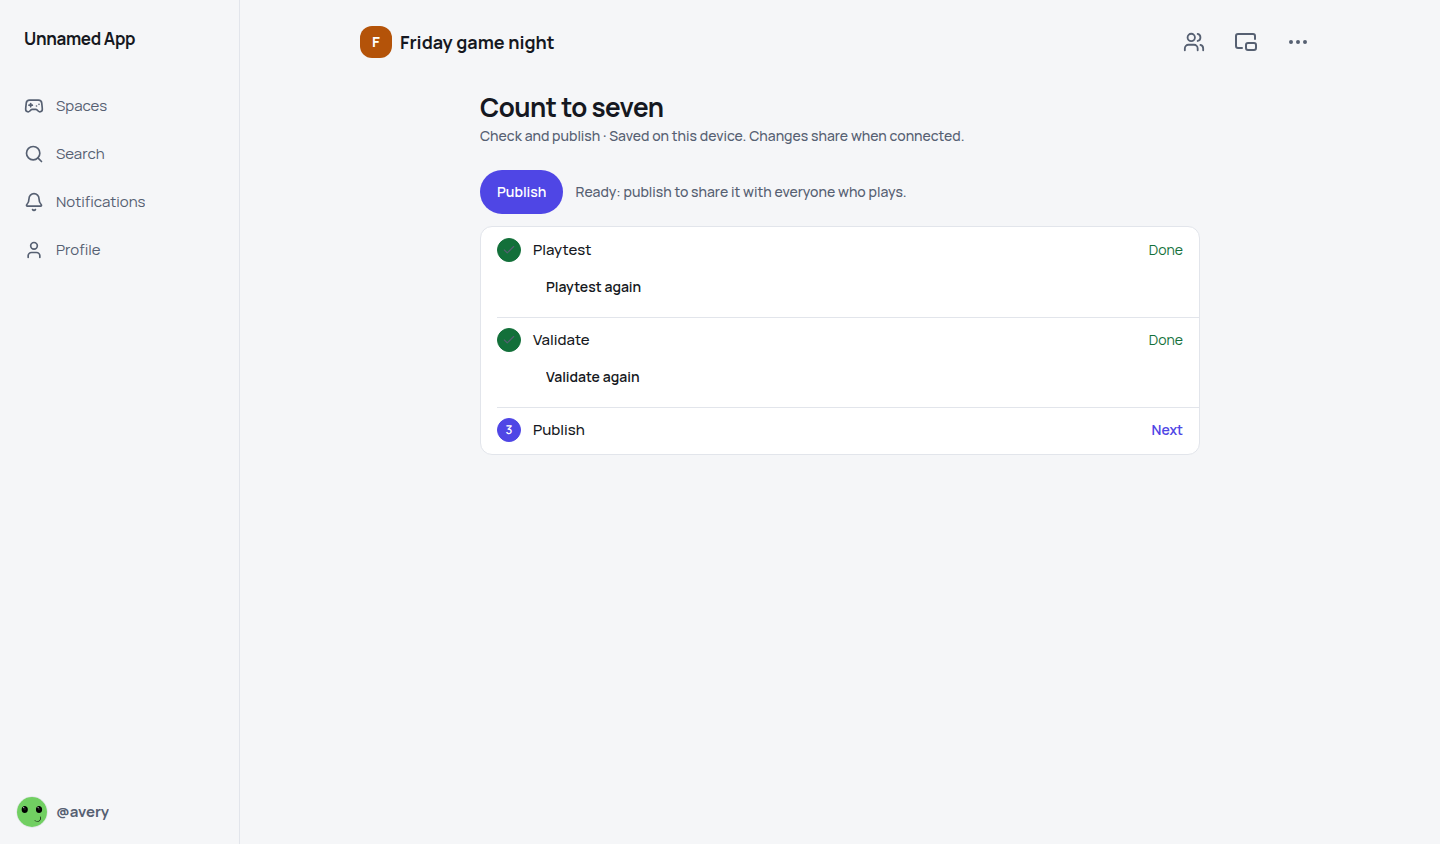 Unnamed App
Spaces
Search
Notifications
Profile
@avery
F
Friday game night
Count to seven
Check and publish · Saved on this device. Changes share when connected.
Publish
Ready: publish to share it with everyone who plays.
Playtest
Done
Playtest again
Validate
Done
Validate again
3
Publish
Next